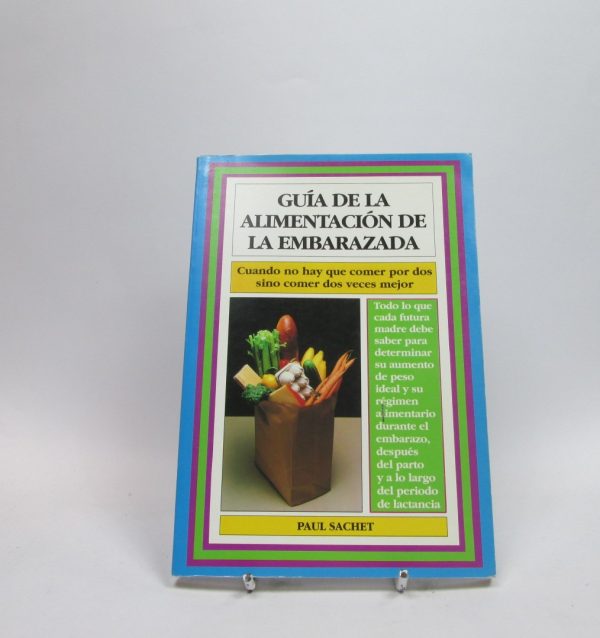 GUÍA DE LA
ALIMENTACIÓN DE
LA EMBARAZADA
Cuando no hay que comer por dos
sino comer dos veces mejor
Todo lo que
cada futura
madre debe
saber para
determinar
su aumento
de peso
ideal y su
régimen
alimentario
durante el
embarazo,
después
del parto
y a lo largo
del periodo
de lactancia
PAUL SACHET